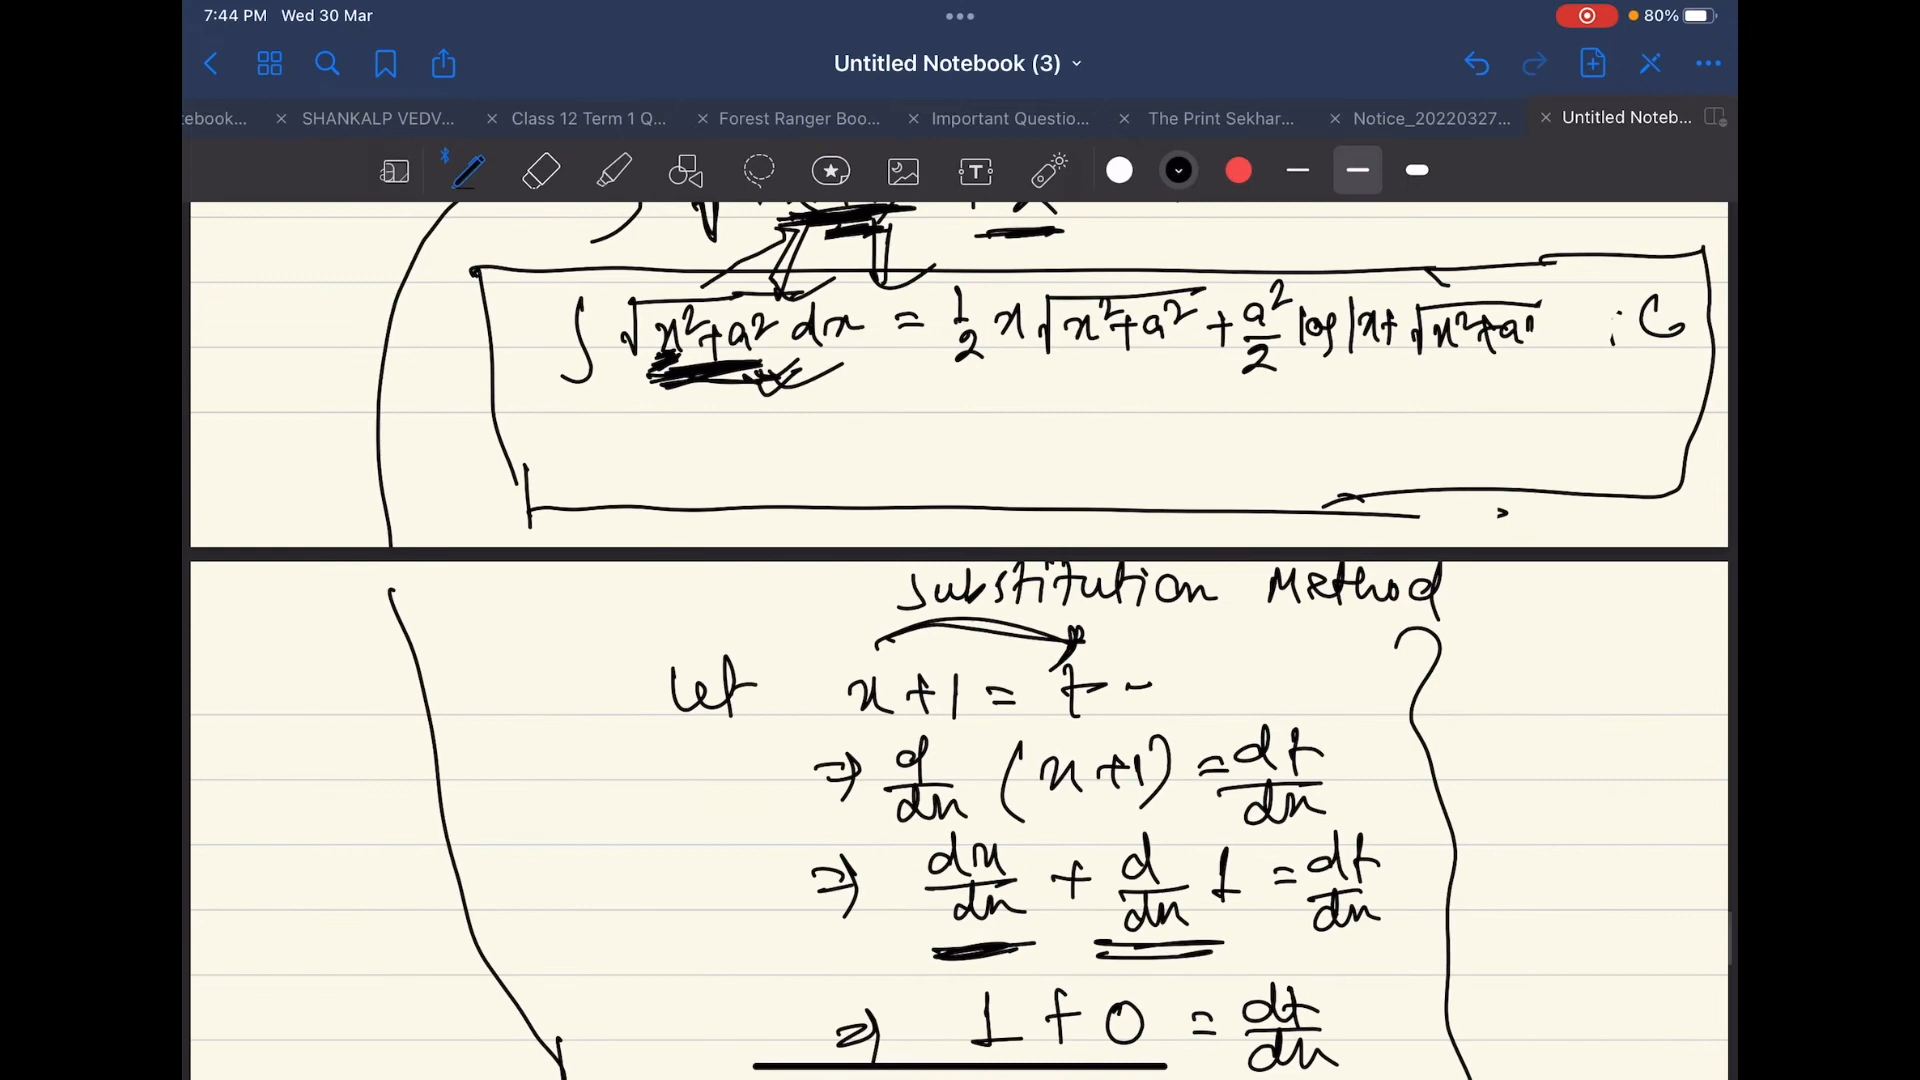 7:44 PM Wed 30 Mar
80%
Untitled Notebook (3)
tebook... SHANKALP VEDV... Class 12 Term 1 Q... Forest Ranger Boo... Important Questio... The Print Sekhar... Notice_20220327... Untitled Noteb...
∫ √x²+a² dx = 1/2 x √x²+a² + a²/2 log|x+ √x²+a² : C
Substitution Method
Let x+1 = t -
⇒ d/dx (x+1) = dt/dx
⇒ dx/dx + d/dx 1 = dt/dx
⇒ 1 + 0 = dt/dx